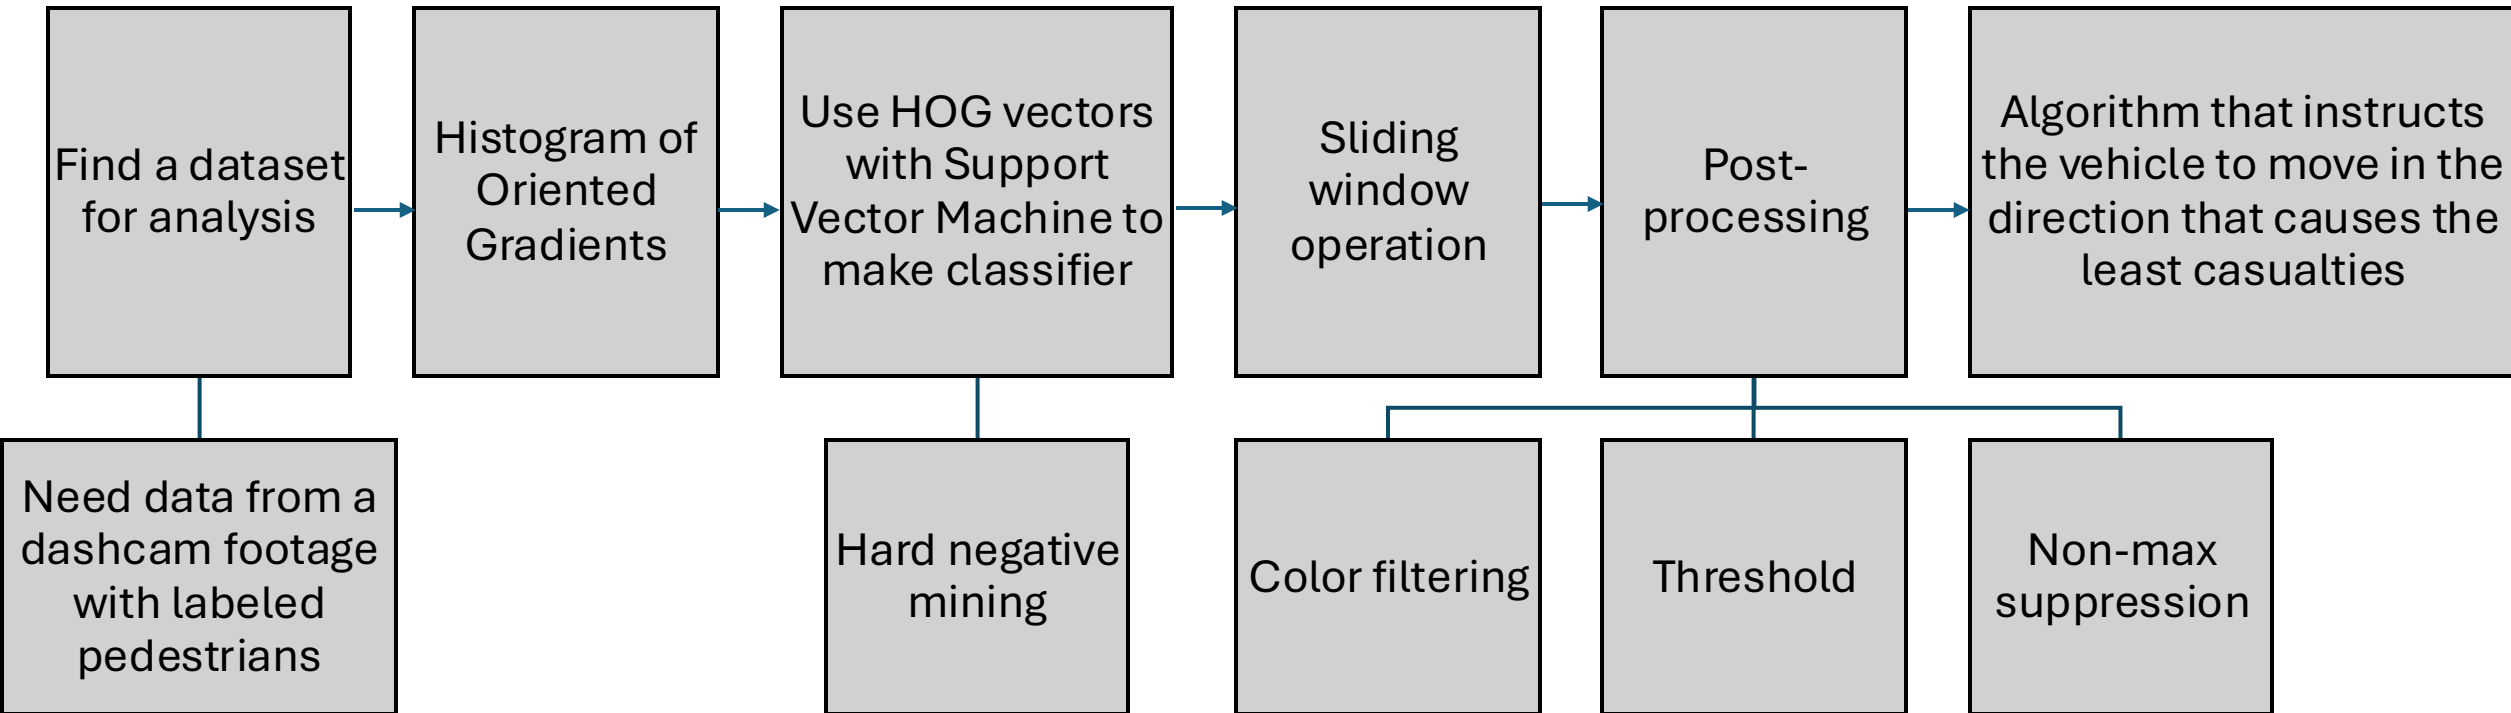 Find a dataset
for analysis
Histogram of
Oriented
Gradients
Use HOG vectors
with Support
Vector Machine to
make classifier
Sliding
window
operation
Post-
processing
Algorithm that instructs
the vehicle to move in the
direction that causes the
least casualties
Need data from a
dashcam footage
with labeled
pedestrians
Hard negative
mining
Color filtering
Threshold
Non-max
suppression